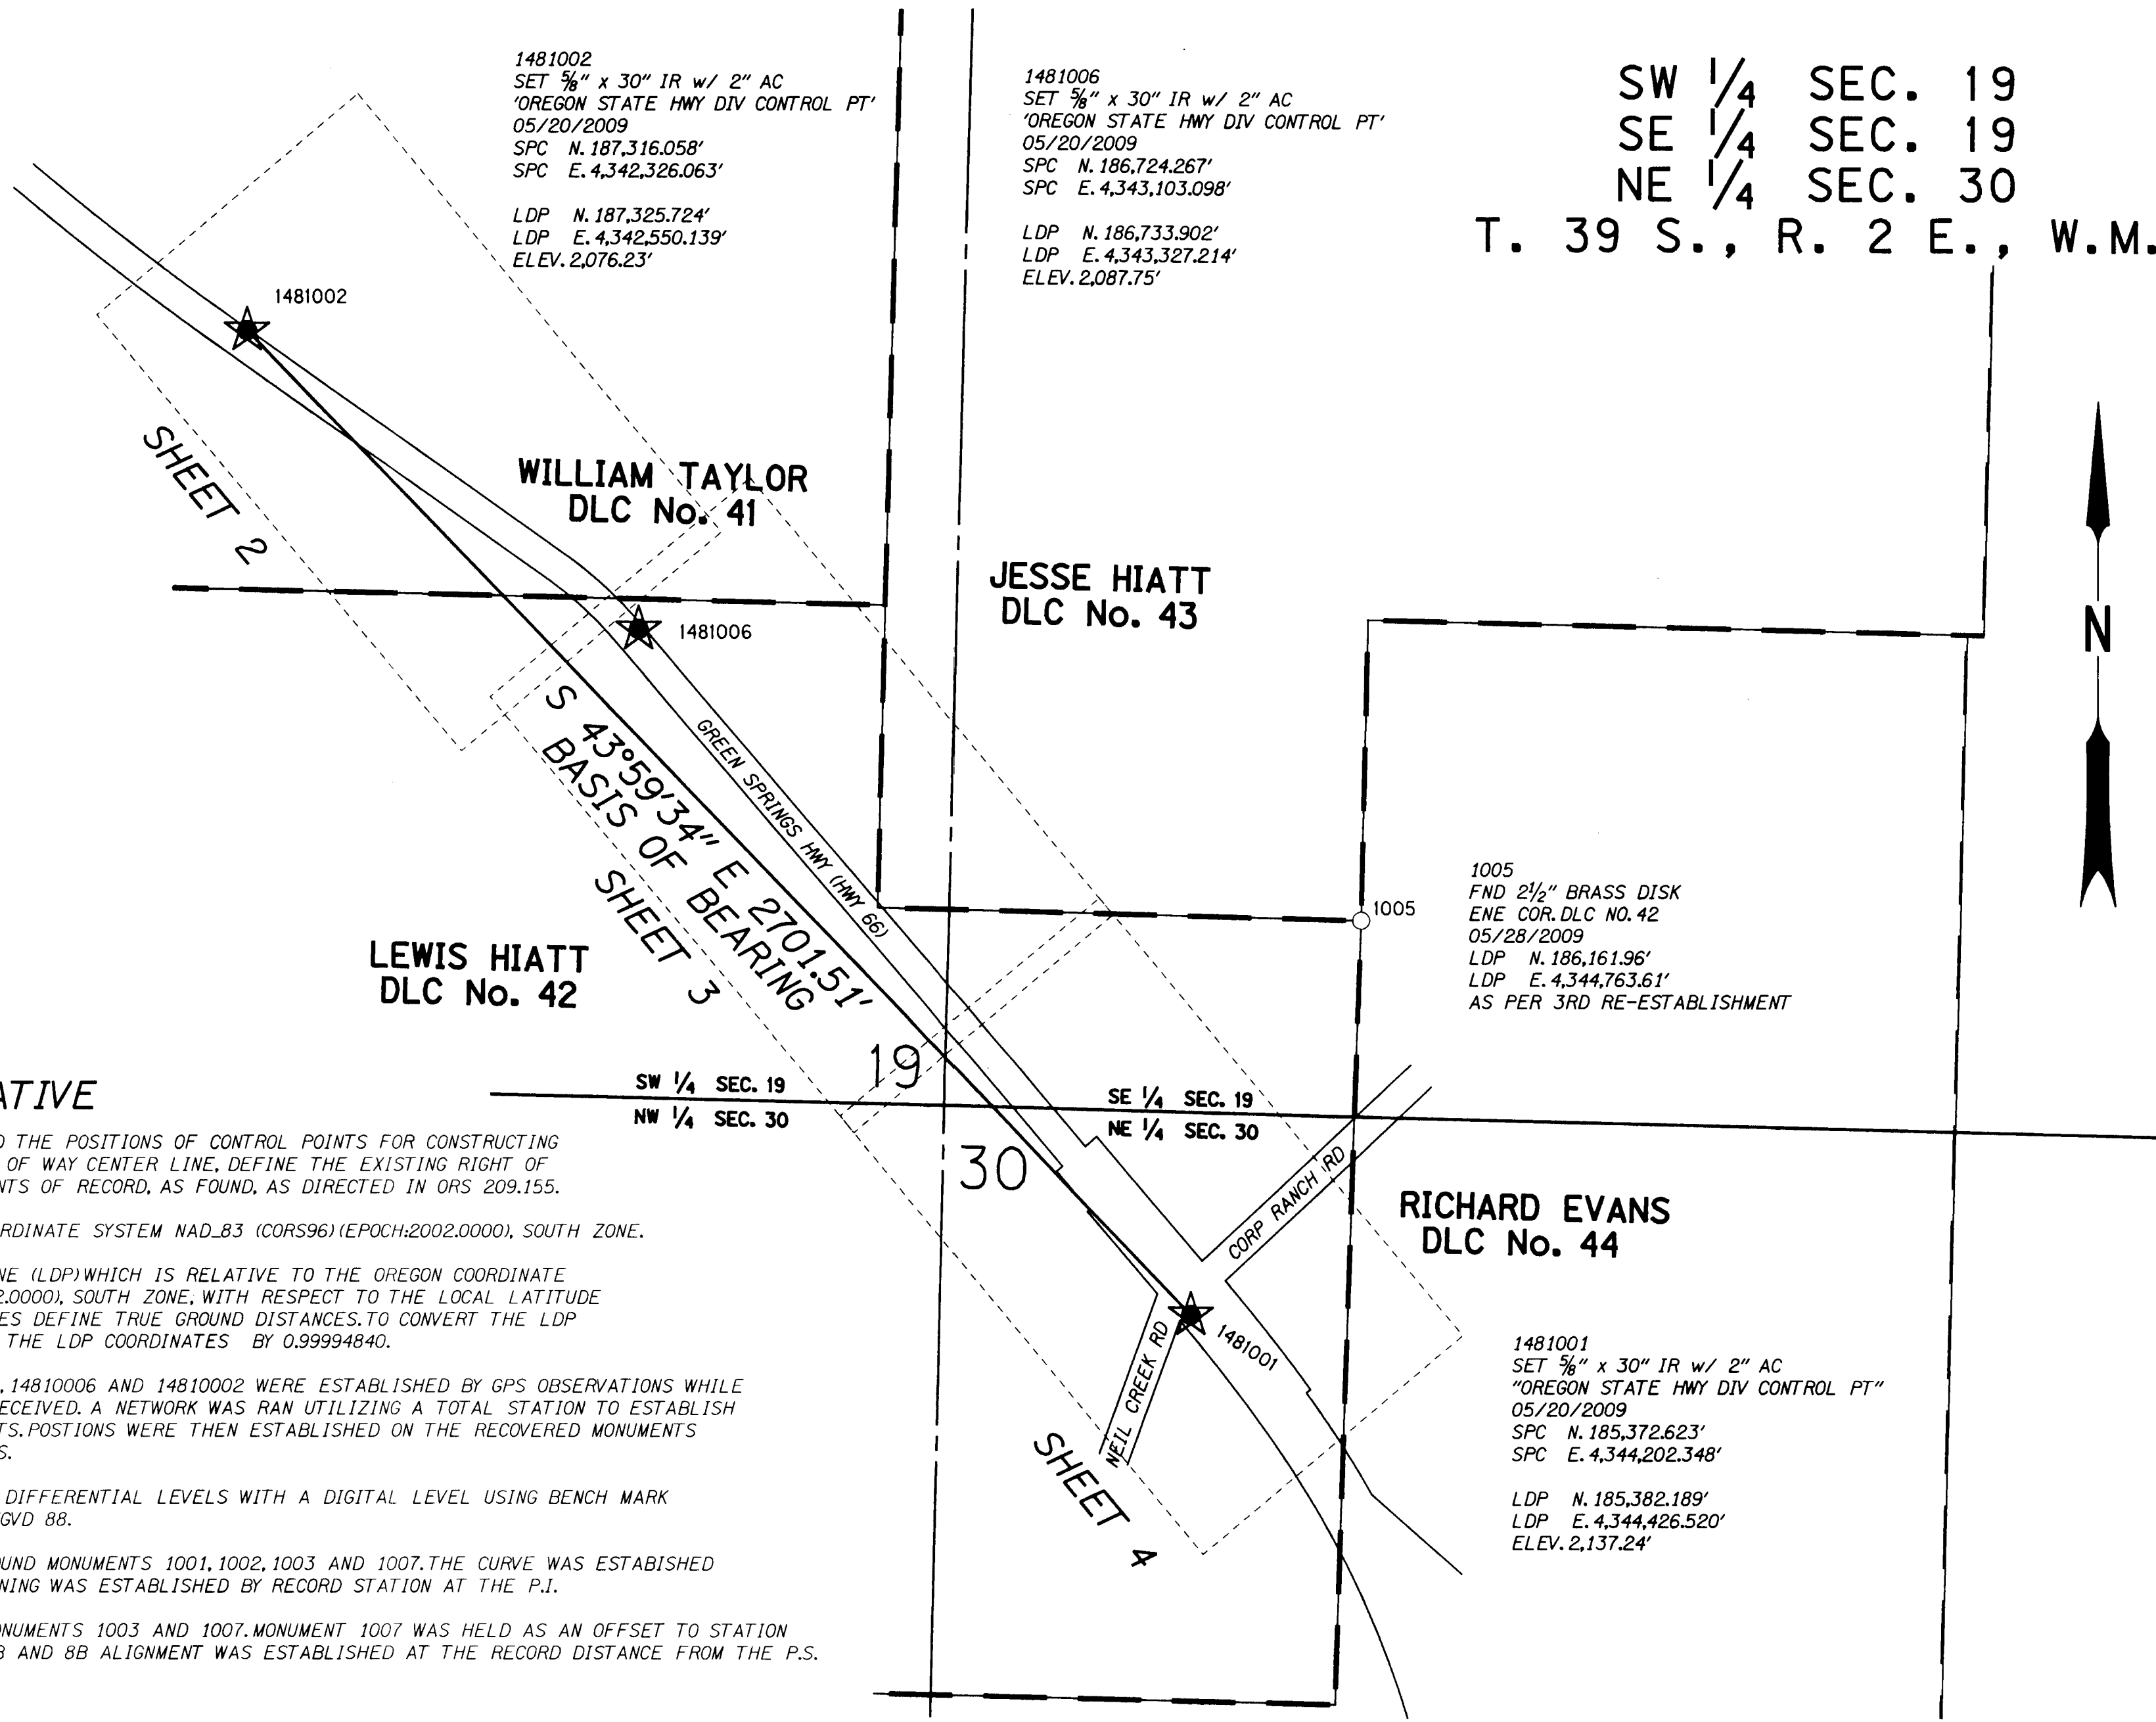 1481002
SET 5/8" x 30" IR w/ 2" AC
'OREGON STATE HWY DIV CONTROL PT'
05/20/2009
SPC N. 187,316.058'
SPC E. 4,342,326.063'
LDP N. 187,325.724'
LDP E. 4,342,550.139'
ELEV. 2,076.23'
1481006
SET 5/8" x 30" IR w/ 2" AC
'OREGON STATE HWY DIV CONTROL PT'
05/20/2009
SPC N. 186,724.267'
SPC E. 4,343,103.098'
LDP N. 186,733.902'
LDP E. 4,343,327.214'
ELEV. 2,087.75'
SW 1/4 SEC. 19
SE 1/4 SEC. 19
NE 1/4 SEC. 30
T. 39 S., R. 2 E., W.M.
1481002
SHEET 2
WILLIAM TAYLOR
DLC No. 41
1481006
JESSE HIATT
DLC No. 43
N
S 43°59'34" E 2701.51'
BASIS OF BEARING
GREEN SPRINGS HWY (HWY 66)
SHEET 3
LEWIS HIATT
DLC No. 42
1005
1005
FND 2 1/2" BRASS DISK
ENE COR. DLC NO. 42
05/28/2009
LDP N. 186,161.96'
LDP E. 4,344,763.61'
AS PER 3RD RE-ESTABLISHMENT
19
SW 1/4 SEC. 19
NW 1/4 SEC. 30
SE 1/4 SEC. 19
NE 1/4 SEC. 30
30
CORP RANCH RD
RICHARD EVANS
DLC No. 44
1481001
NEIL CREEK RD
SHEET 4
1481001
SET 5/8" x 30" IR w/ 2" AC
"OREGON STATE HWY DIV CONTROL PT"
05/20/2009
SPC N. 185,372.623'
SPC E. 4,344,202.348'
LDP N. 185,382.189'
LDP E. 4,344,426.520'
ELEV. 2,137.24'
ATIVE
THE POSITIONS OF CONTROL POINTS FOR CONSTRUCTING
OF WAY CENTER LINE, DEFINE THE EXISTING RIGHT OF
NTS OF RECORD, AS FOUND, AS DIRECTED IN ORS 209.155.
RDINATE SYSTEM NAD_83 (CORS96) (EPOCH:2002.0000), SOUTH ZONE.
NE (LDP) WHICH IS RELATIVE TO THE OREGON COORDINATE
2.0000), SOUTH ZONE, WITH RESPECT TO THE LOCAL LATITUDE
ES DEFINE TRUE GROUND DISTANCES. TO CONVERT THE LDP
THE LDP COORDINATES BY 0.99994840.
, 14810006 AND 14810002 WERE ESTABLISHED BY GPS OBSERVATIONS WHILE
ECEIVED. A NETWORK WAS RAN UTILIZING A TOTAL STATION TO ESTABLISH
TS. POSTIONS WERE THEN ESTABLISHED ON THE RECOVERED MONUMENTS
S.
DIFFERENTIAL LEVELS WITH A DIGITAL LEVEL USING BENCH MARK
GVD 88.
OUND MONUMENTS 1001, 1002, 1003 AND 1007. THE CURVE WAS ESTABISHED
NING WAS ESTABLISHED BY RECORD STATION AT THE P.I.
ONUMENTS 1003 AND 1007. MONUMENT 1007 WAS HELD AS AN OFFSET TO STATION
B AND 8B ALIGNMENT WAS ESTABLISHED AT THE RECORD DISTANCE FROM THE P.S.